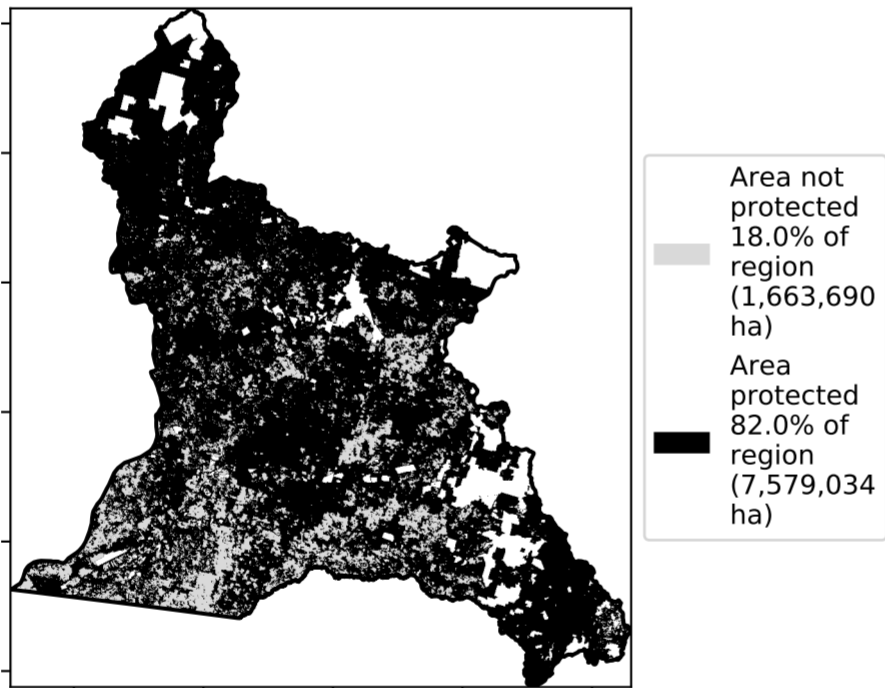 Area not
protected
18.0% of
region
(1,663,690
ha)
Area
protected
82.0% of
region
(7,579,034
ha)